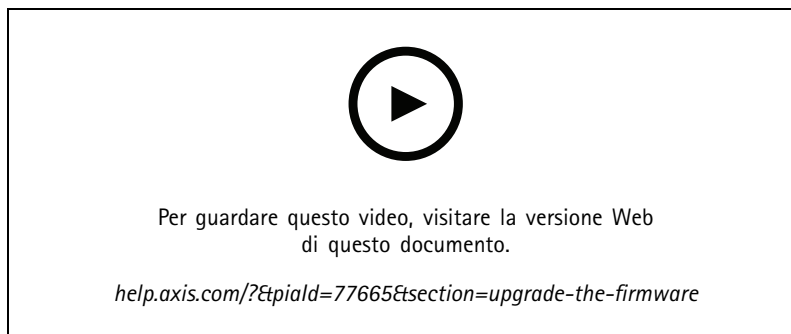 Per guardare questo video, visitare la versione Web
di questo documento.
help.axis.com/?&piaId=77665&section=upgrade-the-firmware